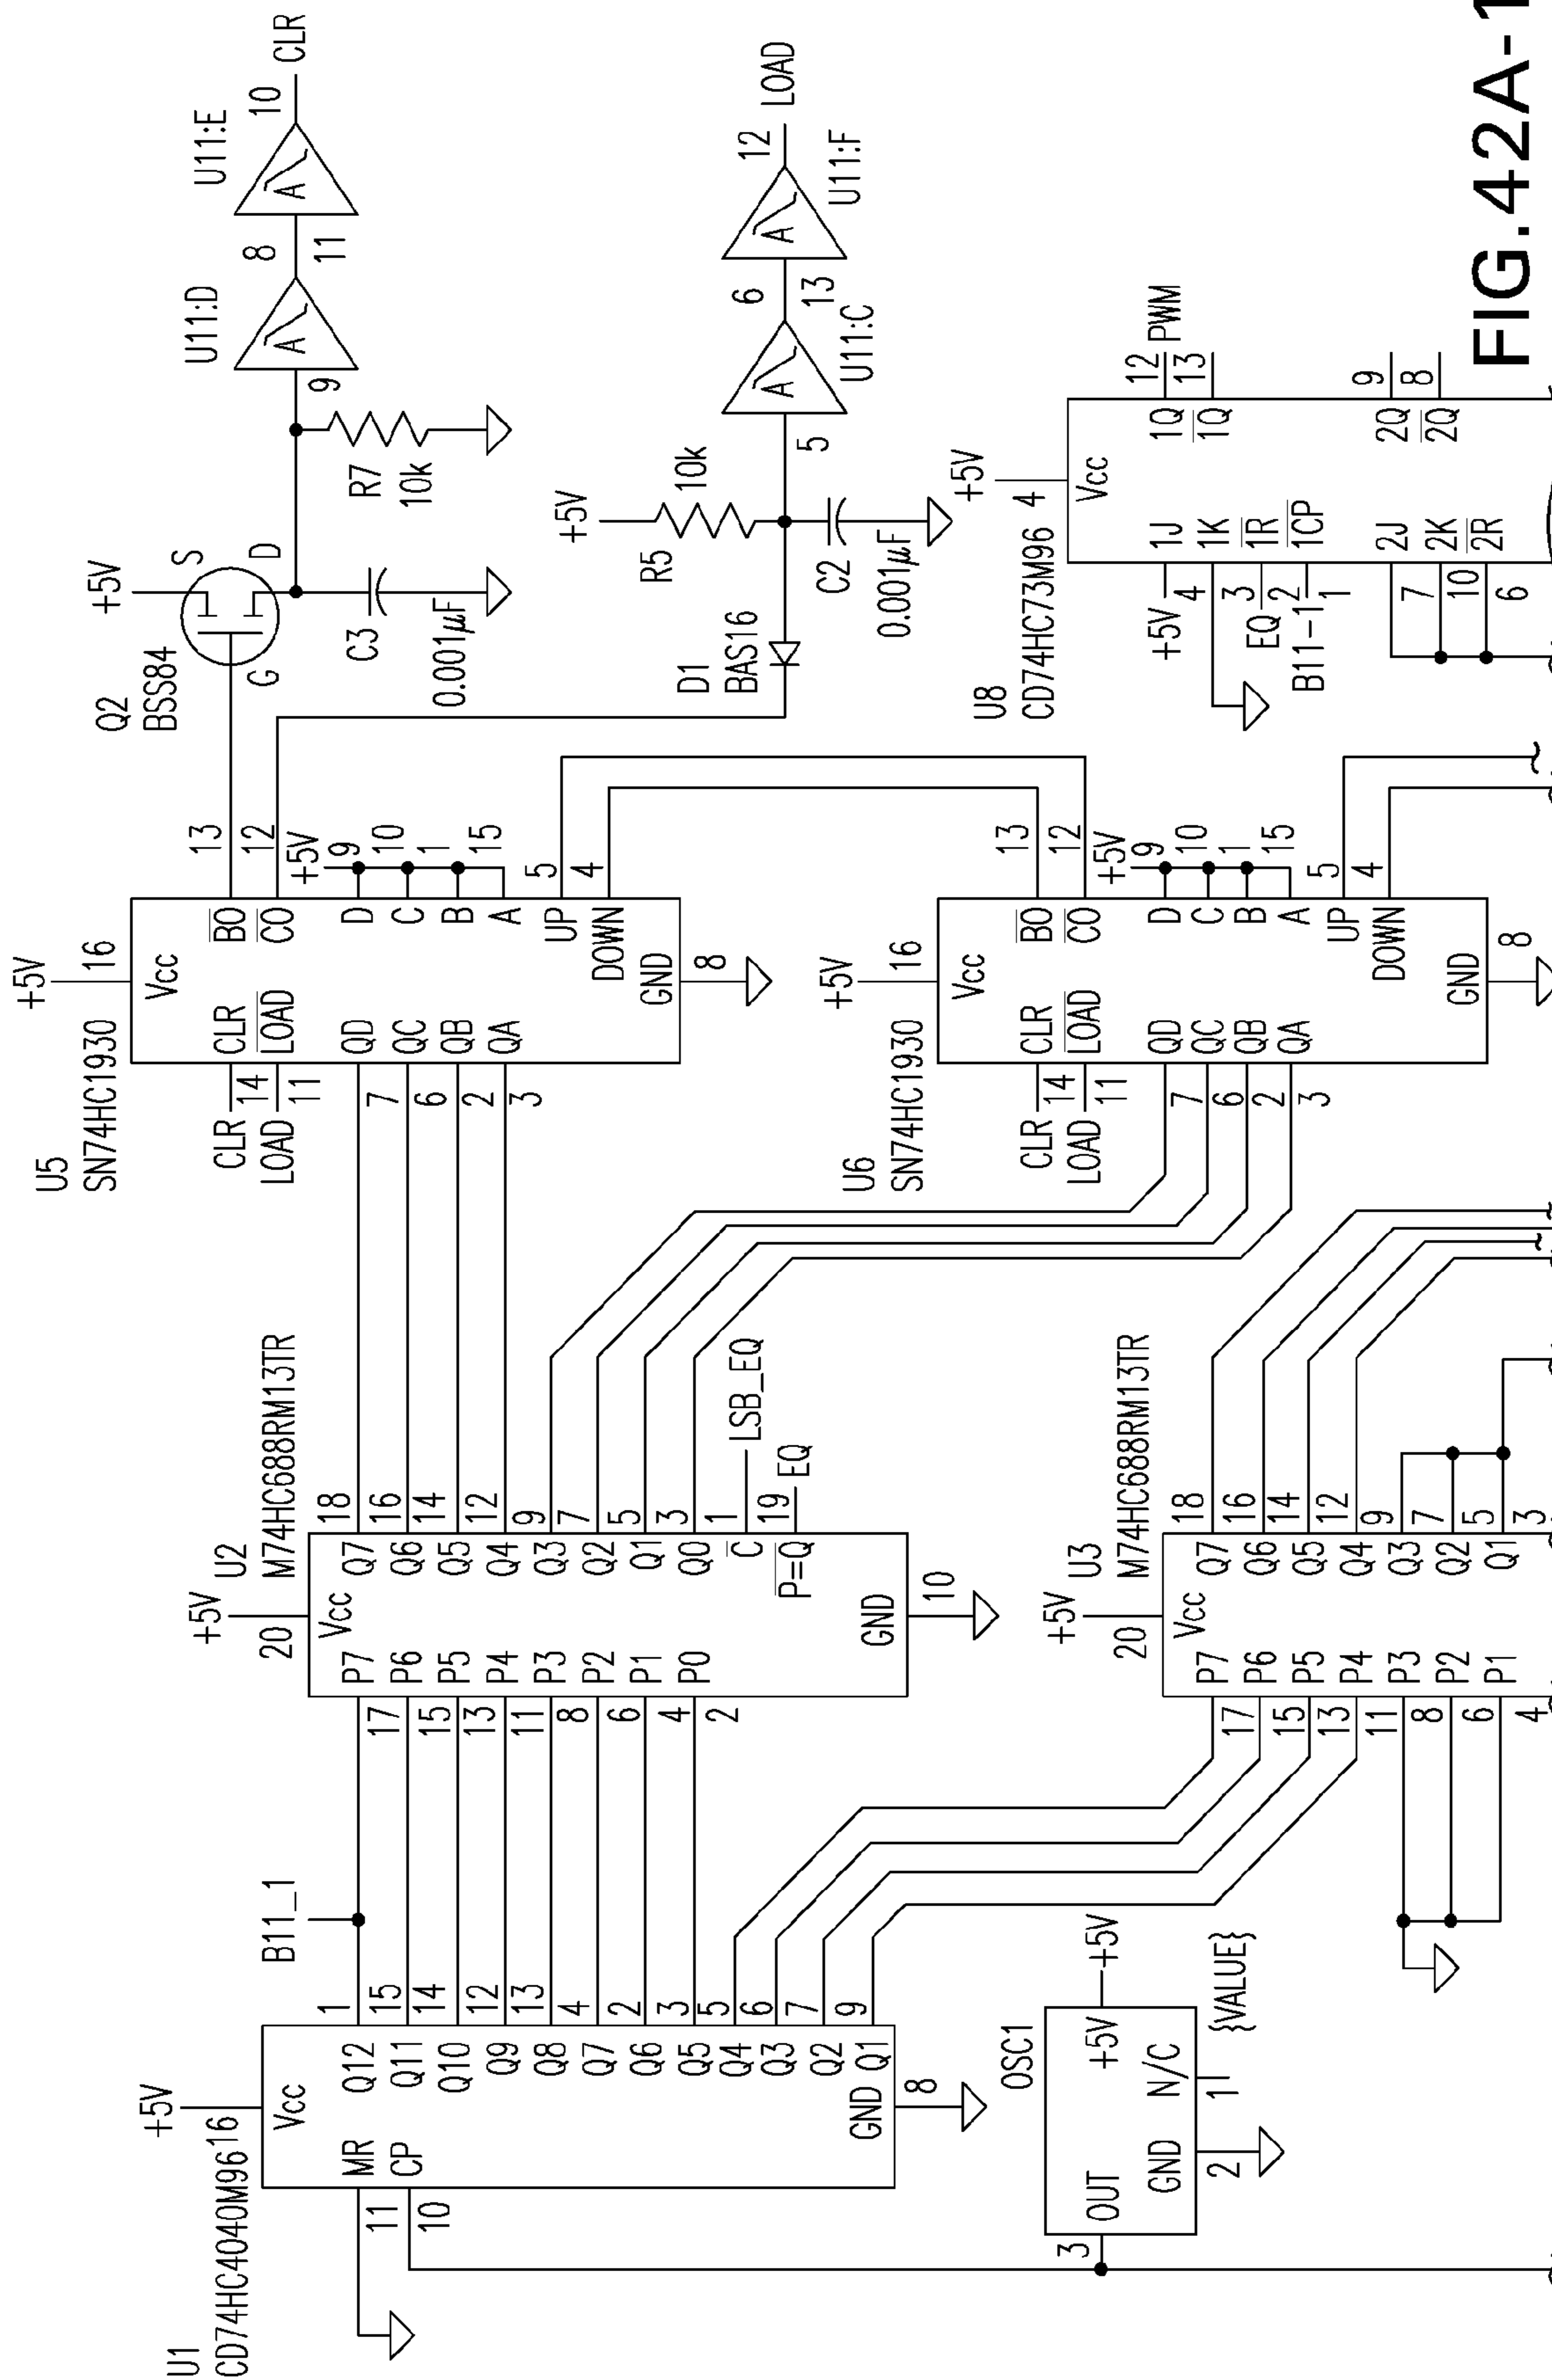 U1
CD74HC4040M96
+5V
16
Vcc
MR
CP
11
10
Q12
Q11
Q10
Q9
Q8
Q7
Q6
Q5
Q4
Q3
Q2
Q1
GND
8
1
15
14
12
13
4
2
3
5
6
7
9
B11_1
OSC1
+5V
+5V
OUT
3
GND
2
N/C
1
{VALUE}
U2
M74HC688RM13TR
+5V
20
Vcc
P7
P6
P5
P4
P3
P2
P1
P0
17
15
13
11
8
6
4
2
Q7
Q6
Q5
Q4
Q3
Q2
Q1
Q0
C
P=Q
18
16
14
12
9
7
5
3
1
19
LSB_EQ
EQ
GND
10
U3
M74HC688RM13TR
+5V
20
Vcc
P7
P6
P5
P4
P3
P2
P1
17
15
13
11
8
6
4
Q7
Q6
Q5
Q4
Q3
Q2
Q1
18
16
14
12
9
7
5
3
U5
SN74HC1930
+5V
16
Vcc
CLR
LOAD
CLR
14
LOAD
11
QD
QC
QB
QA
7
6
2
3
BO
CO
D
C
B
A
UP
DOWN
GND
8
13
12
+5V
9
10
1
15
5
4
U6
SN74HC1930
+5V
16
Vcc
CLR
LOAD
CLR
14
LOAD
11
QD
QC
QB
QA
7
6
2
3
BO
CO
D
C
B
A
UP
DOWN
GND
8
13
12
+5V
9
10
1
15
5
4
Q2
BSS84
+5V
S
D
G
C3
0.001µF
R7
10k
U11:D
A
9
8
U11:E
A
11
10
CLR
+5V
R5
10k
D1
BAS16
C2
0.001µF
U11:C
A
5
6
U11:F
A
13
12
LOAD
U8
CD74HC73M96
+5V
4
Vcc
1J
1K
1R
1CP
2J
2K
2R
+5V
4
3
EQ
2
B11-1
1
7
10
6
1Q
1Q
2Q
2Q
12
PWM
13
9
8
FIG.42A-1